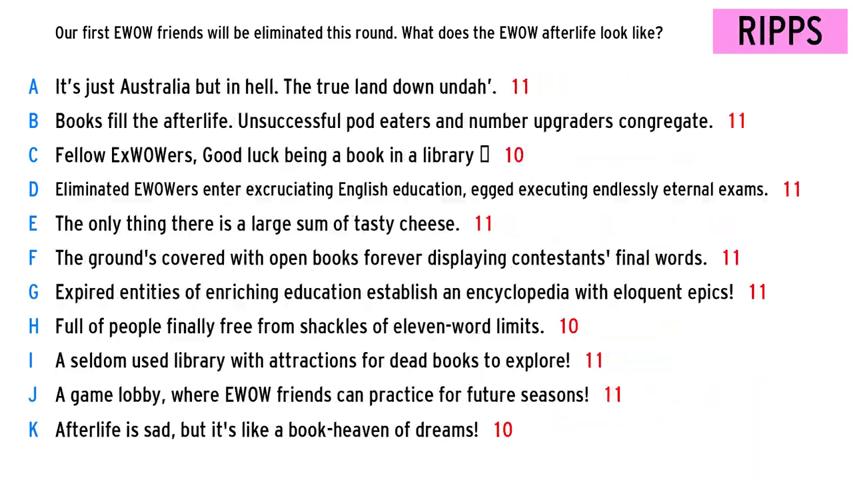 Our first EWOW friends will be eliminated this round. What does the EWOW afterlife look like?
RIPPS
A It's just Australia but in hell. The true land down undah'. 11
B Books fill the afterlife. Unsuccessful pod eaters and number upgraders congregate. 11
C Fellow ExWOWers, Good luck being a book in a library ▯ 10
D Eliminated EWOWers enter excruciating English education, egged executing endlessly eternal exams. 11
E The only thing there is a large sum of tasty cheese. 11
F The ground's covered with open books forever displaying contestants' final words. 11
G Expired entities of enriching education establish an encyclopedia with eloquent epics! 11
H Full of people finally free from shackles of eleven-word limits. 10
I A seldom used library with attractions for dead books to explore! 11
J A game lobby, where EWOW friends can practice for future seasons! 11
K Afterlife is sad, but it's like a book-heaven of dreams! 10